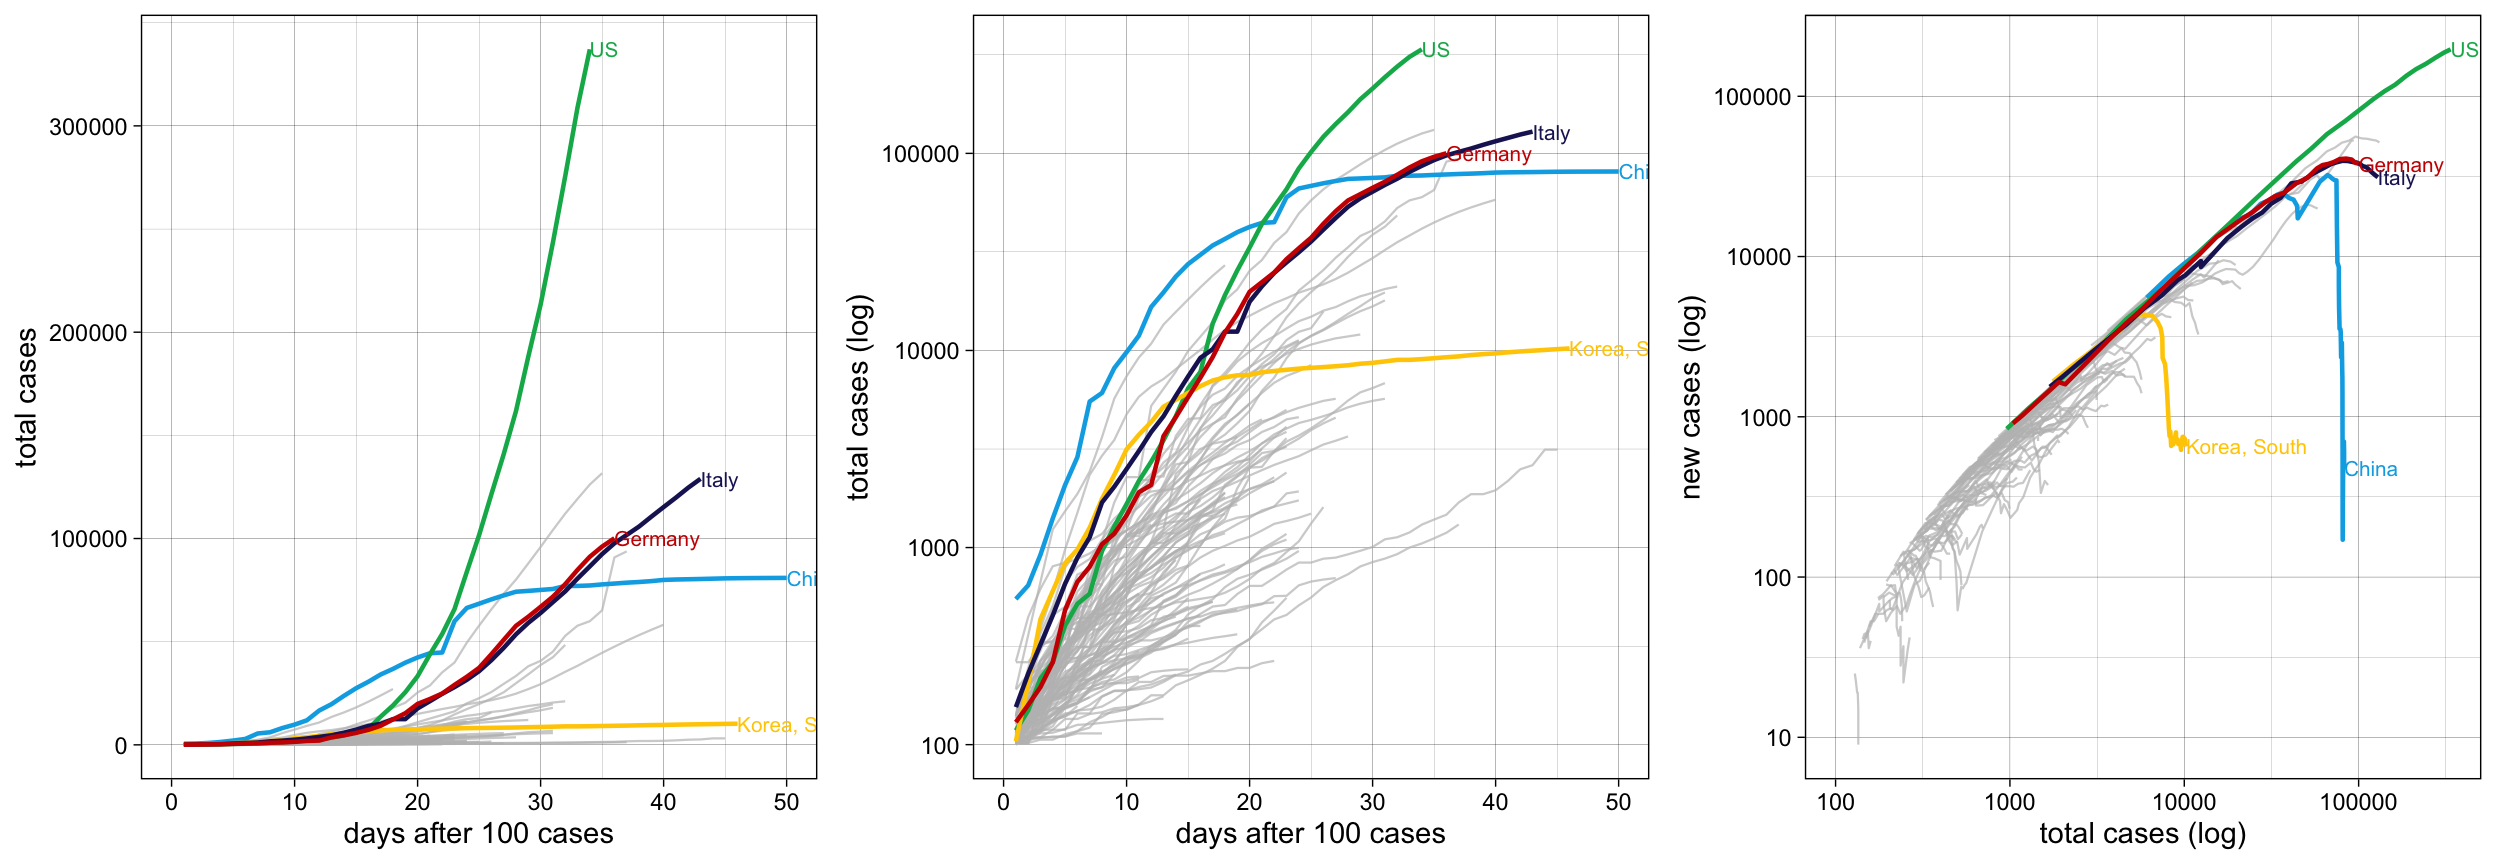 total cases
300000
200000
100000
0
US
Italy
Germany
Chi
Korea, S
0 10 20 30 40 50
days after 100 cases
total cases (log)
100000
10000
1000
100
US
Italy
Germany
Chi
Korea, S
0 10 20 30 40 50
days after 100 cases
new cases (log)
100000
10000
1000
100
10
US
Germany
Italy
Korea, South
China
100 1000 10000 100000
total cases (log)